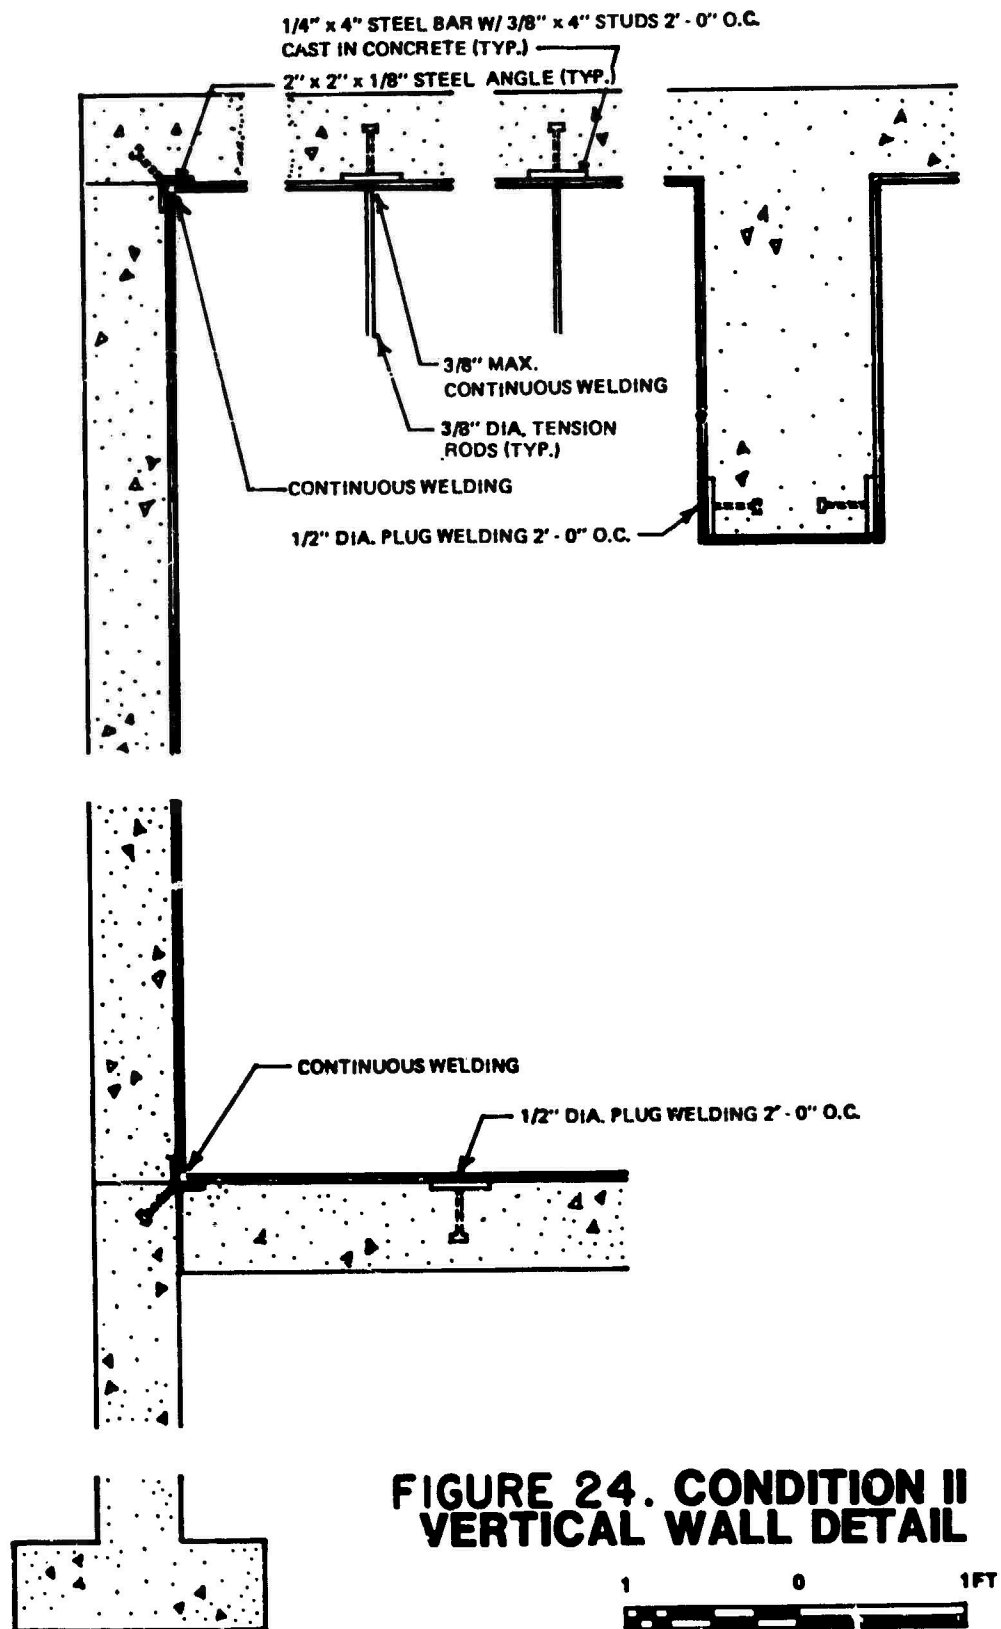 1/4" x 4" STEEL BAR W/ 3/8" x 4" STUDS 2' - 0" O.C.
CAST IN CONCRETE (TYP.)
2" x 2" x 1/8" STEEL ANGLE (TYP.)
3/8" MAX.
CONTINUOUS WELDING
3/8" DIA. TENSION
RODS (TYP.)
CONTINUOUS WELDING
1/2" DIA. PLUG WELDING 2' - 0" O.C.
CONTINUOUS WELDING
1/2" DIA. PLUG WELDING 2' - 0" O.C.
FIGURE 24. CONDITION II
VERTICAL WALL DETAIL
1 0 1 FT